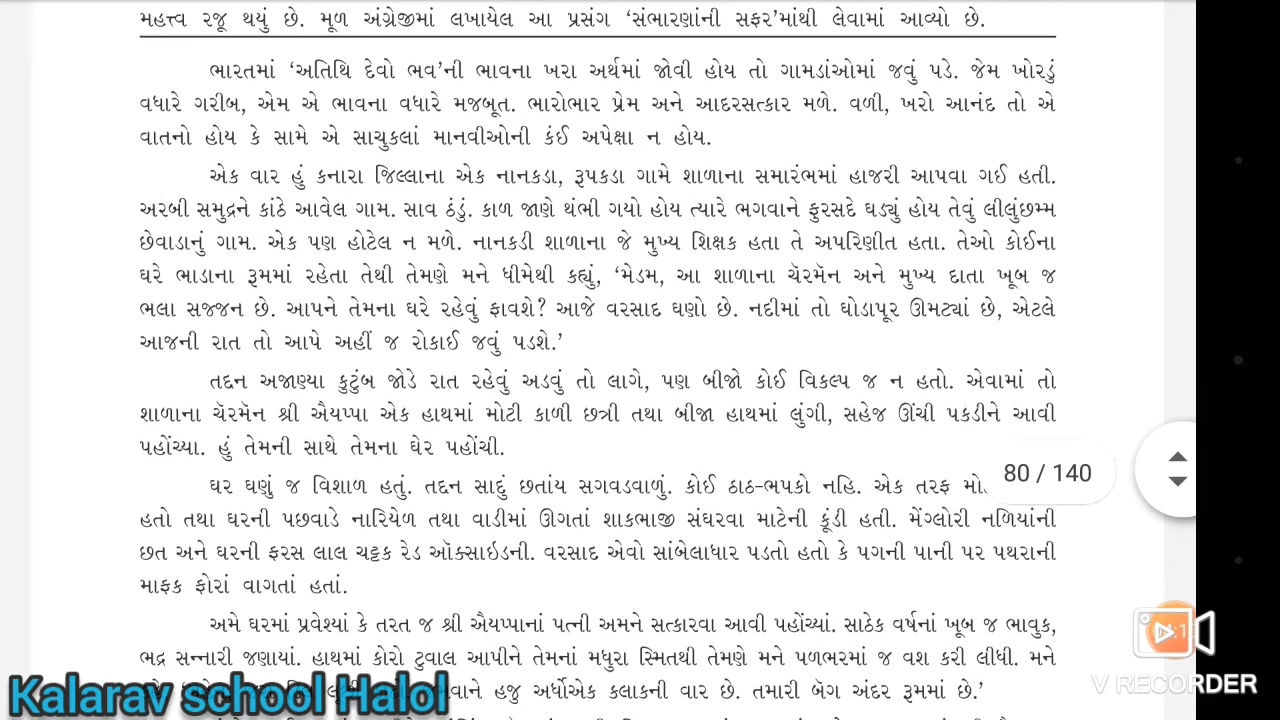 મહત્ત્વ રજૂ થયું છે. મૂળ અંગ્રેજીમાં લખાયેલ આ પ્રસંગ ‘સંભારણાંની સફર’માંથી લેવામાં આવ્યો છે.
ભારતમાં ‘અતિથિ દેવો ભવ’ની ભાવના ખરા અર્થમાં જોવી હોય તો ગામડાંઓમાં જવું પડે. જેમ ખોરડું
વધારે ગરીબ, એમ એ ભાવના વધારે મજબૂત. ભારોભાર પ્રેમ અને આદરસત્કાર મળે. વળી, ખરો આનંદ તો એ
વાતનો હોય કે સામે એ સાચુકલાં માનવીઓની કંઈ અપેક્ષા ન હોય.
એક વાર હું કનારા જિલ્લાના એક નાનકડા, રૂપકડા ગામે શાળાના સમારંભમાં હાજરી આપવા ગઈ હતી.
અરબી સમુદ્રને કાંઠે આવેલ ગામ. સાવ ઠંડું. કાળ જાણે થંભી ગયો હોય ત્યારે ભગવાને ફુરસદે ઘડ્યું હોય તેવું લીલુંછમ્મ
છેવાડાનું ગામ. એક પણ હોટેલ ન મળે. નાનકડી શાળાના જે મુખ્ય શિક્ષક હતા તે અપરિણીત હતા. તેઓ કોઈના
ઘરે ભાડાના રૂમમાં રહેતા તેથી તેમણે મને ધીમેથી કહ્યું, ‘મેડમ, આ શાળાના ચૅરમૅન અને મુખ્ય દાતા ખૂબ જ
ભલા સજ્જન છે. આપને તેમના ઘરે રહેવું ફાવશે? આજે વરસાદ ઘણો છે. નદીમાં તો ઘોડાપૂર ઊમટ્યાં છે, એટલે
આજની રાત તો આપે અહીં જ રોકાઈ જવું પડશે.’
તદ્દન અજાણ્યા કુટુંબ જોડે રાત રહેવું અડવું તો લાગે, પણ બીજો કોઈ વિકલ્પ જ ન હતો. એવામાં તો
શાળાના ચૅરમૅન શ્રી ઐયપ્પા એક હાથમાં મોટી કાળી છત્રી તથા બીજા હાથમાં લુંગી, સહેજ ઊંચી પકડીને આવી
પહોંચ્યા. હું તેમની સાથે તેમના ઘેર પહોંચી.
ઘર ઘણું જ વિશાળ હતું. તદ્દન સાદું છતાંય સગવડવાળું. કોઈ ઠાઠ-ભપકો નહિ. એક તરફ
80 / 140
હતો તથા ઘરની પછવાડે નારિયેળ તથા વાડીમાં ઊગતાં શાકભાજી સંઘરવા માટેની કૂંડી હતી. મેંગ્લોરી નળિયાંની
છત અને ઘરની ફરસ લાલ ચટ્ટક રેડ ઑક્સાઇડની. વરસાદ એવો સાંબેલાધાર પડતો હતો કે પગની પાની પર પથરાની
માફક ફોરાં વાગતાં હતાં.
અમે ઘરમાં પ્રવેશ્યાં કે તરત જ શ્રી ઐયપ્પાનાં પત્ની અમને સત્કારવા આવી પહોંચ્યાં. સાઠેક વર્ષનાં ખૂબ જ ભાવુક,
ભદ્ર સન્નારી જણાયાં. હાથમાં કોરો ટુવાલ આપીને તેમનાં મધુરા સ્મિતથી તેમણે મને પળભરમાં જ વશ કરી લીધી. મને
હજુ અર્ધોએક કલાકની વાર છે. તમારી બૅગ અંદર રૂમમાં છે.’
Kalarav school Halol
V RECORDER